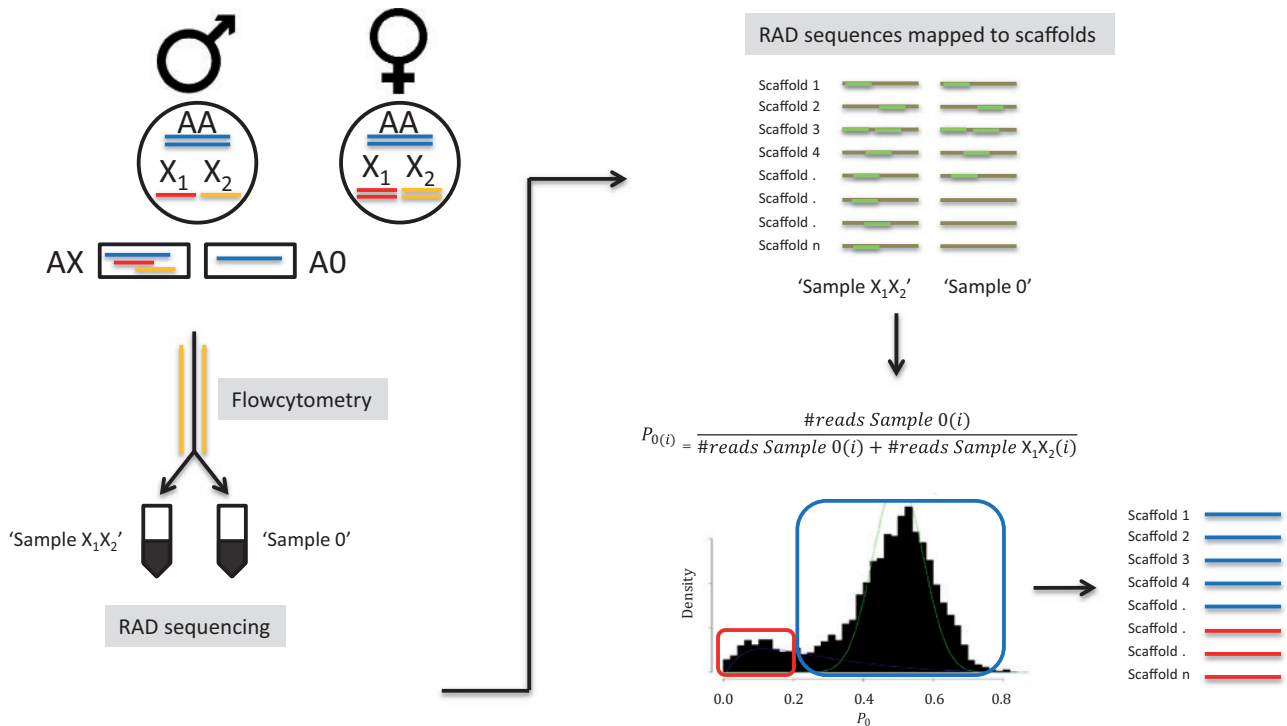 AA
X1 X2
AA
X1 X2
AX
A0
Flowcytometry
'Sample X1X2'
'Sample 0'
RAD sequencing
RAD sequences mapped to scaffolds
Scaffold 1
Scaffold 2
Scaffold 3
Scaffold 4
Scaffold .
Scaffold .
Scaffold .
Scaffold n
'Sample X1X2'
'Sample 0'
P0(i) = #reads Sample 0(i) / #reads Sample 0(i) + #reads Sample X1X2(i)
Density
0.0 0.2 0.4 0.6 0.8
P0
Scaffold 1
Scaffold 2
Scaffold 3
Scaffold 4
Scaffold .
Scaffold .
Scaffold .
Scaffold n